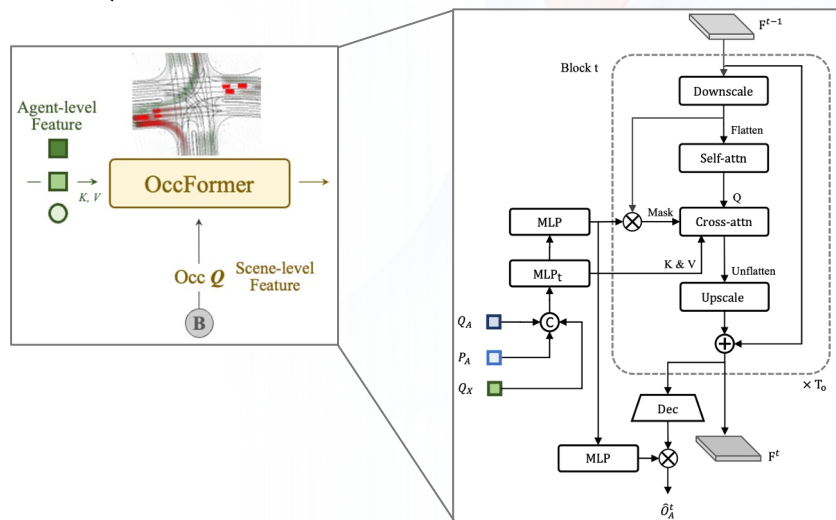 Agent-level
Feature
K, V
OccFormer
Occ Q
Scene-level
Feature
B
F^{t-1}
Block t
Downscale
Flatten
Self-attn
Q
MLP
Mask
Cross-attn
MLP_t
K & V
Unflatten
Upscale
Q_A
C
P_A
Q_X
× T_o
Dec
MLP
F^t
Ô_A^t